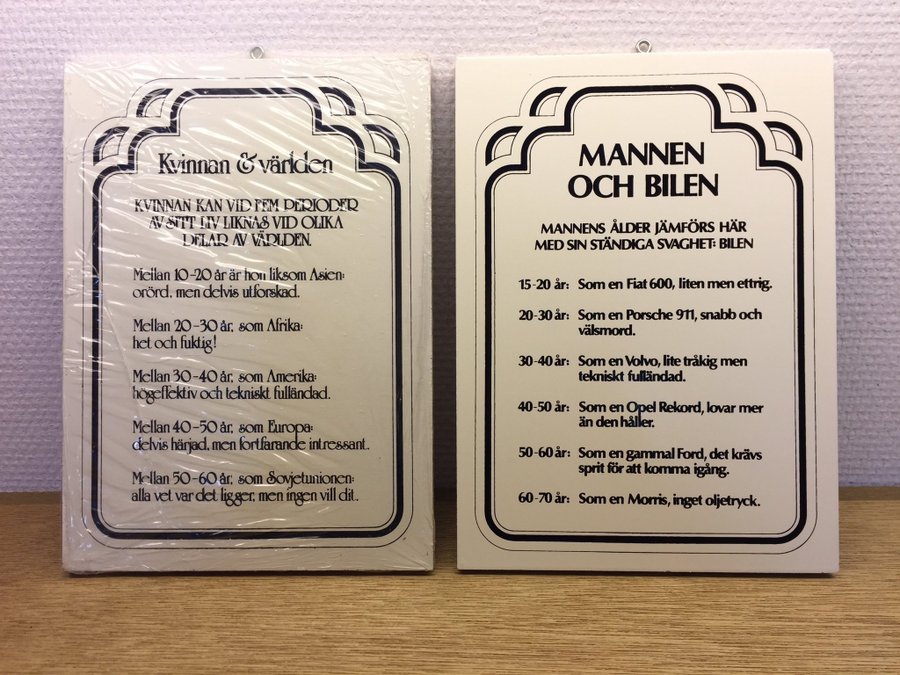 Kvinnan & världen
KVINNAN KAN VID FEM PERIODER
AV SITT LIV LIKNAS VID OLIKA
DELAR AV VÄRLDEN.
Mellan 10-20 år är hon liksom Asien:
orörd, men delvis utforskad.
Mellan 20-30 år, som Afrika:
het och fuktig!
Mellan 30-40 år, som Amerika:
högeffektiv och tekniskt fulländad.
Mellan 40-50 år, som Europa:
delvis härjad, men fortfarande intressant.
Mellan 50-60 år, som Sovjetunionen:
alla vet var det ligger, men ingen vill dit.
MANNEN
OCH BILEN
MANNENS ÅLDER JÄMFÖRS HÄR
MED SIN STÄNDIGA SVAGHET: BILEN
15-20 år: Som en Fiat 600, liten men ettrig.
20-30 år: Som en Porsche 911, snabb och
välsmord.
30-40 år: Som en Volvo, lite tråkig men
tekniskt fulländad.
40-50 år: Som en Opel Rekord, lovar mer
än den håller.
50-60 år: Som en gammal Ford, det krävs
sprit för att komma igång.
60-70 år: Som en Morris, inget oljetryck.